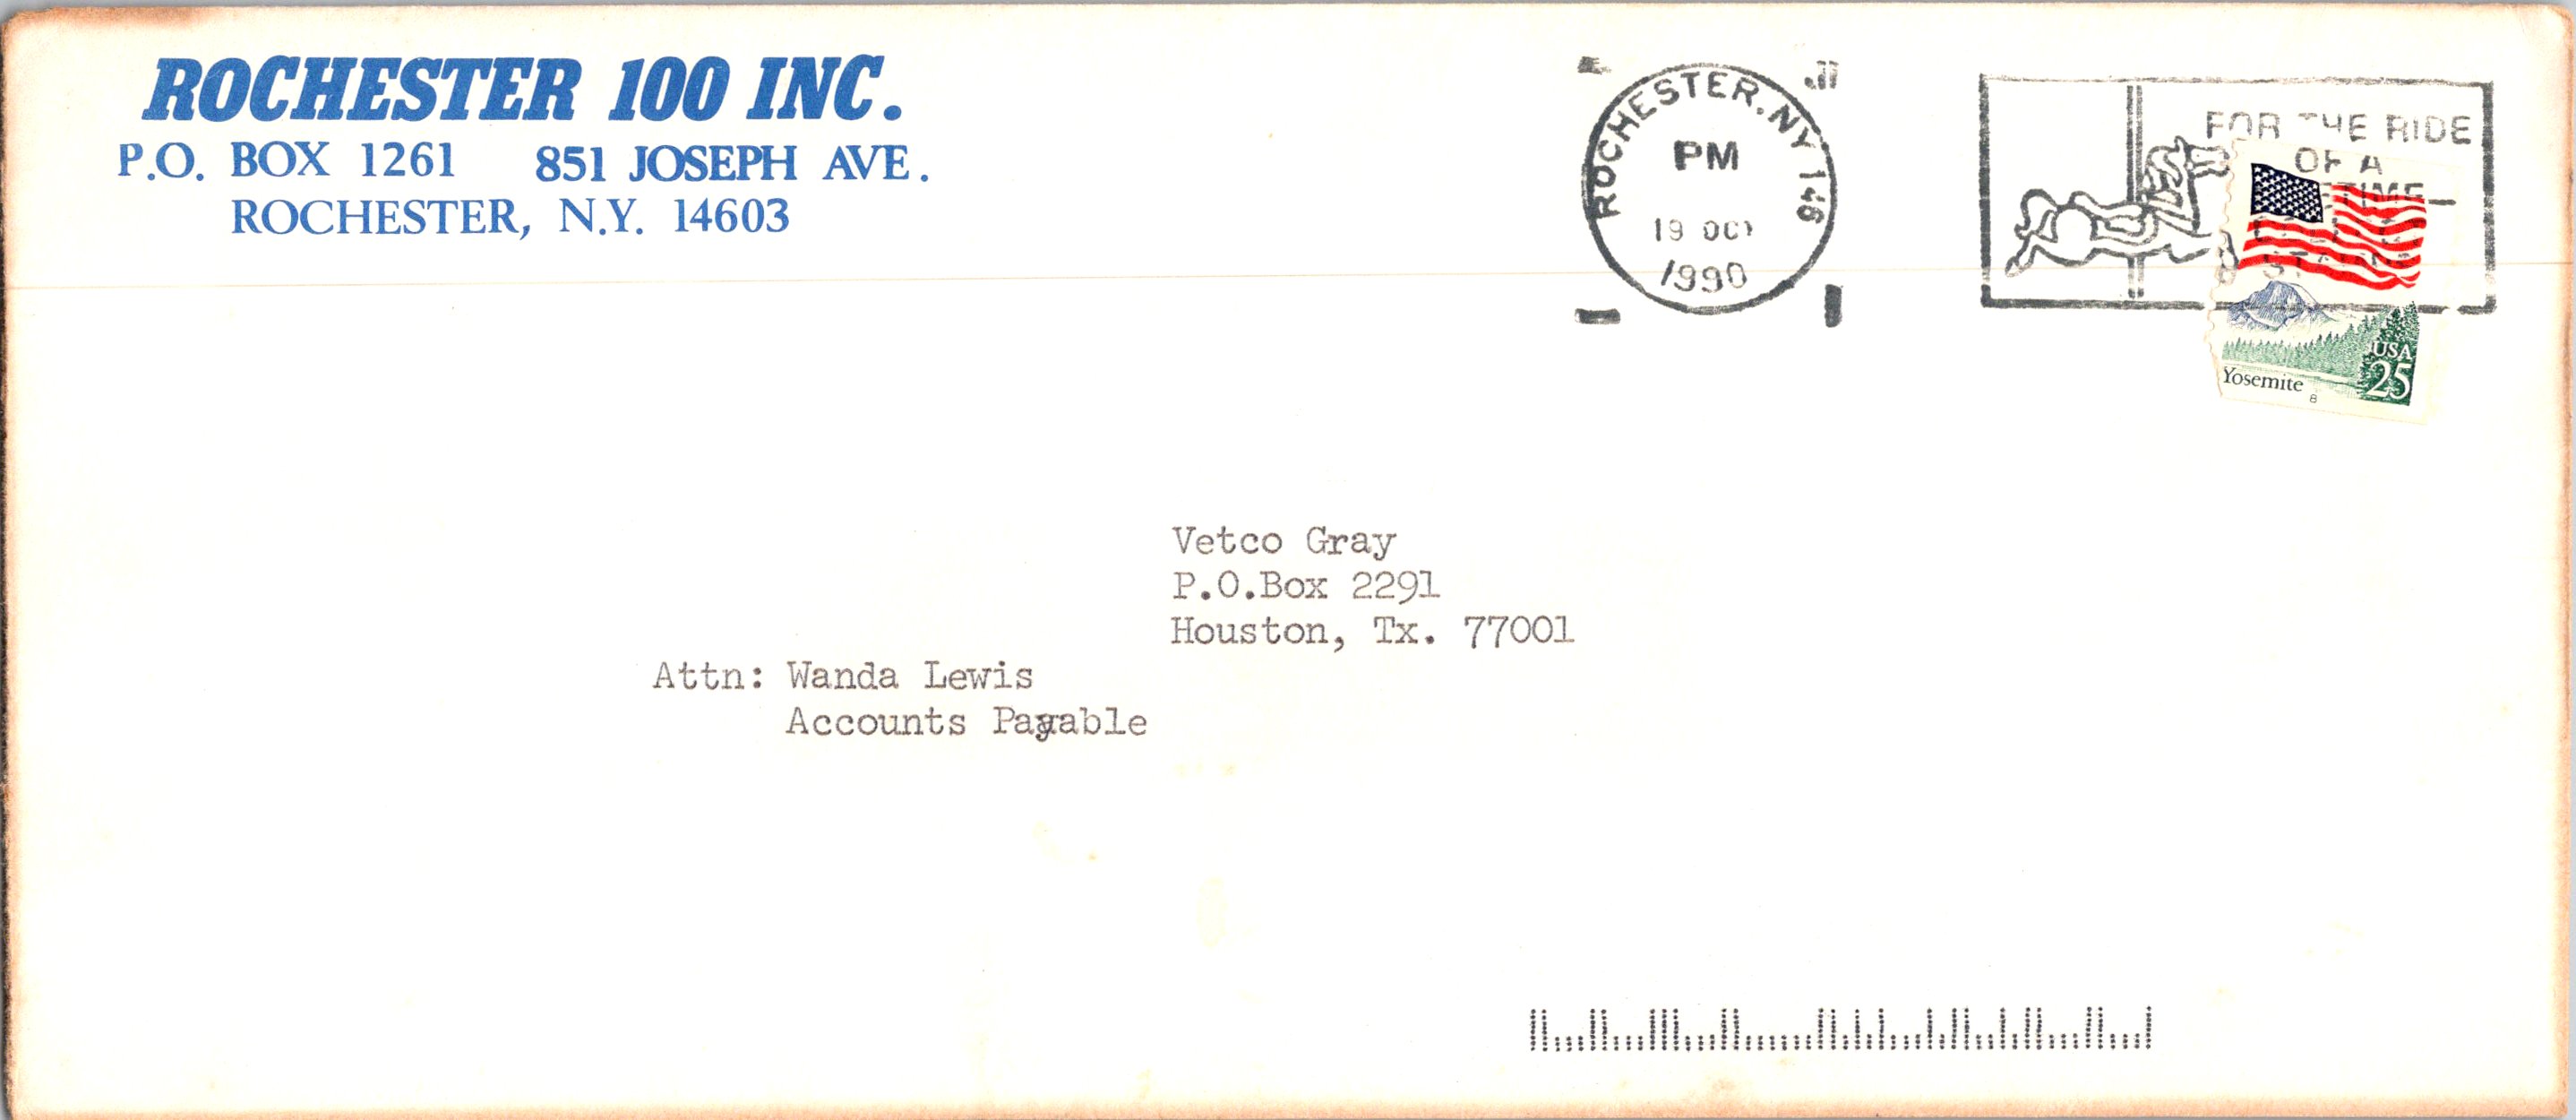 ROCHESTER 100 INC.
P.O. BOX 1261 851 JOSEPH AVE.
ROCHESTER, N.Y. 14603
ROCHESTER, NY 146
PM
19 OCT
1990
FOR THE RIDE
OF A
USA
25
Yosemite
8
Vetco Gray
P.O.Box 2291
Houston, Tx. 77001
Attn: Wanda Lewis
Accounts Payable